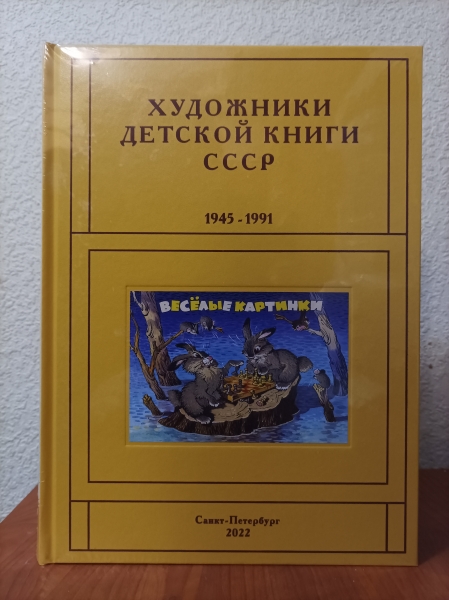 ХУДОЖНИКИ
ДЕТСКОЙ КНИГИ
СССР
1945 - 1991
ВЕСЁЛЫЕ КАРТИНКИ
Санкт-Петербург
2022